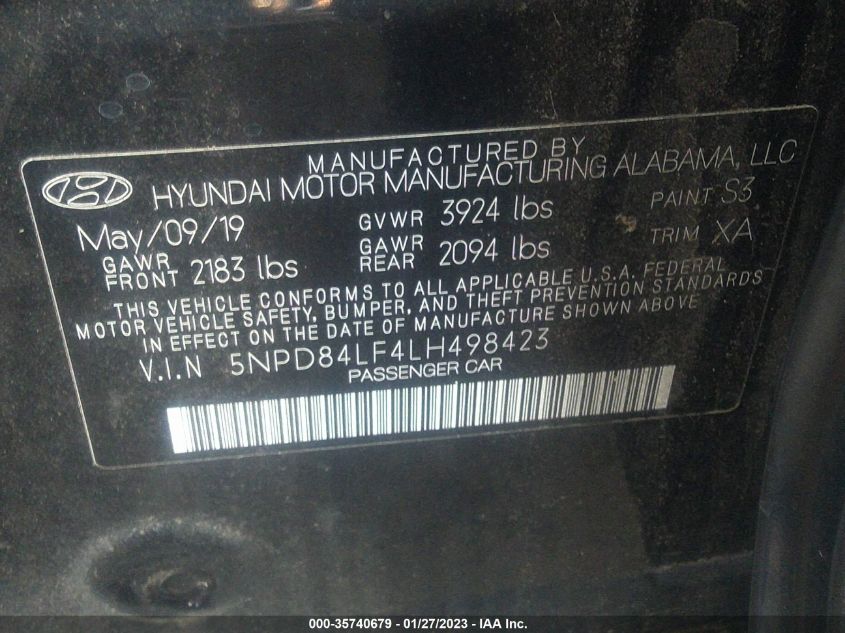 MANUFACTURED BY
HYUNDAI MOTOR MANUFACTURING ALABAMA, LLC
May/09/19 GVWR 3924 lbs PAINT S3
GAWR FRONT 2183 lbs GAWR REAR 2094 lbs TRIM XA
THIS VEHICLE CONFORMS TO ALL APPLICABLE U.S.A. FEDERAL
MOTOR VEHICLE SAFETY, BUMPER, AND THEFT PREVENTION STANDARDS
IN EFFECT ON THE DATE OF MANUFACTURE SHOWN ABOVE
V.I.N 5NPD84LF4LH498423
PASSENGER CAR
000-35740679 - 01/27/2023 - IAA Inc.